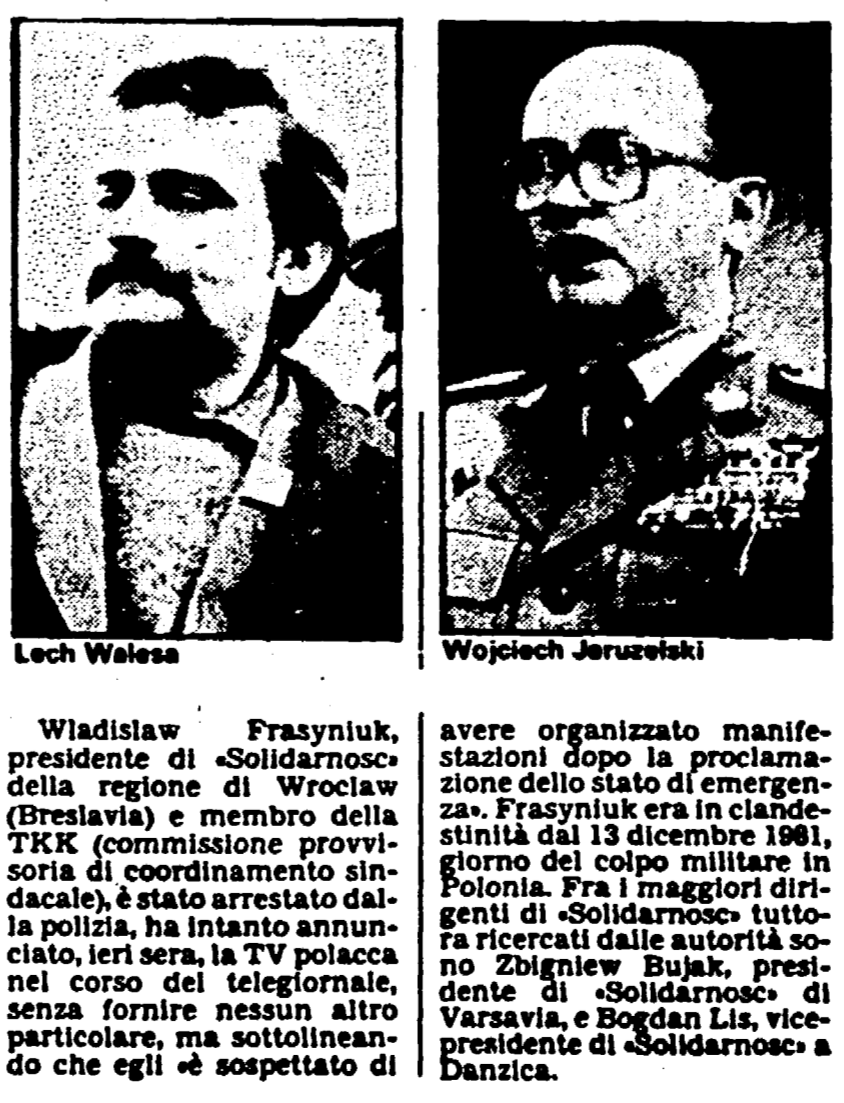 Lech Walesa
Wojciech Jaruzelski
Wladislaw Frasyniuk,
presidente di «Solidarnosc»
della regione di Wroclaw
(Breslavia) e membro della
TKK (commissione provvi-
soria di coordinamento sin-
dacale), è stato arrestato dal-
la polizia, ha intanto annun-
ciato, ieri sera, la TV polacca
nel corso del telegiornale,
senza fornire nessun altro
particolare, ma sottolinean-
do che egli «è sospettato di
avere organizzato manife-
stazioni dopo la proclama-
zione dello stato di emergen-
za». Frasyniuk era in clande-
stinità dal 13 dicembre 1981,
giorno del colpo militare in
Polonia. Fra i maggiori diri-
genti di «Solidarnosc» tutto-
ra ricercati dalle autorità so-
no Zbigniew Bujak, presi-
dente di «Solidarnosc» di
Varsavia, e Bogdan Lis, vice-
presidente di «Solidarnosc» a
Danzica.